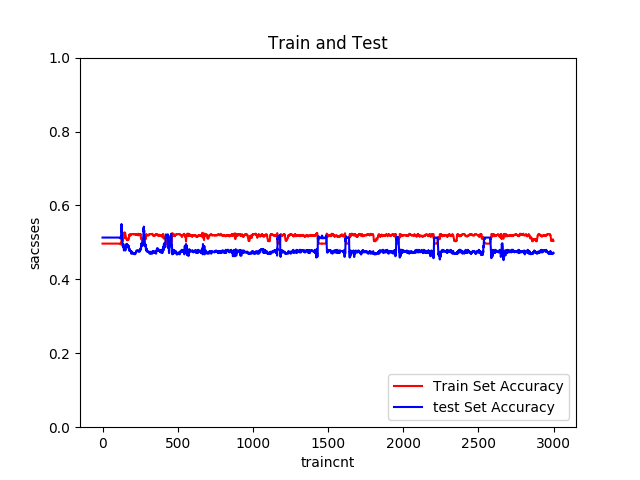 Train and Test
1.0
0.8
0.6
0.4
0.2
0.0
sacsses
0 500 1000 1500 2000 2500 3000
traincnt
Train Set Accuracy
test Set Accuracy